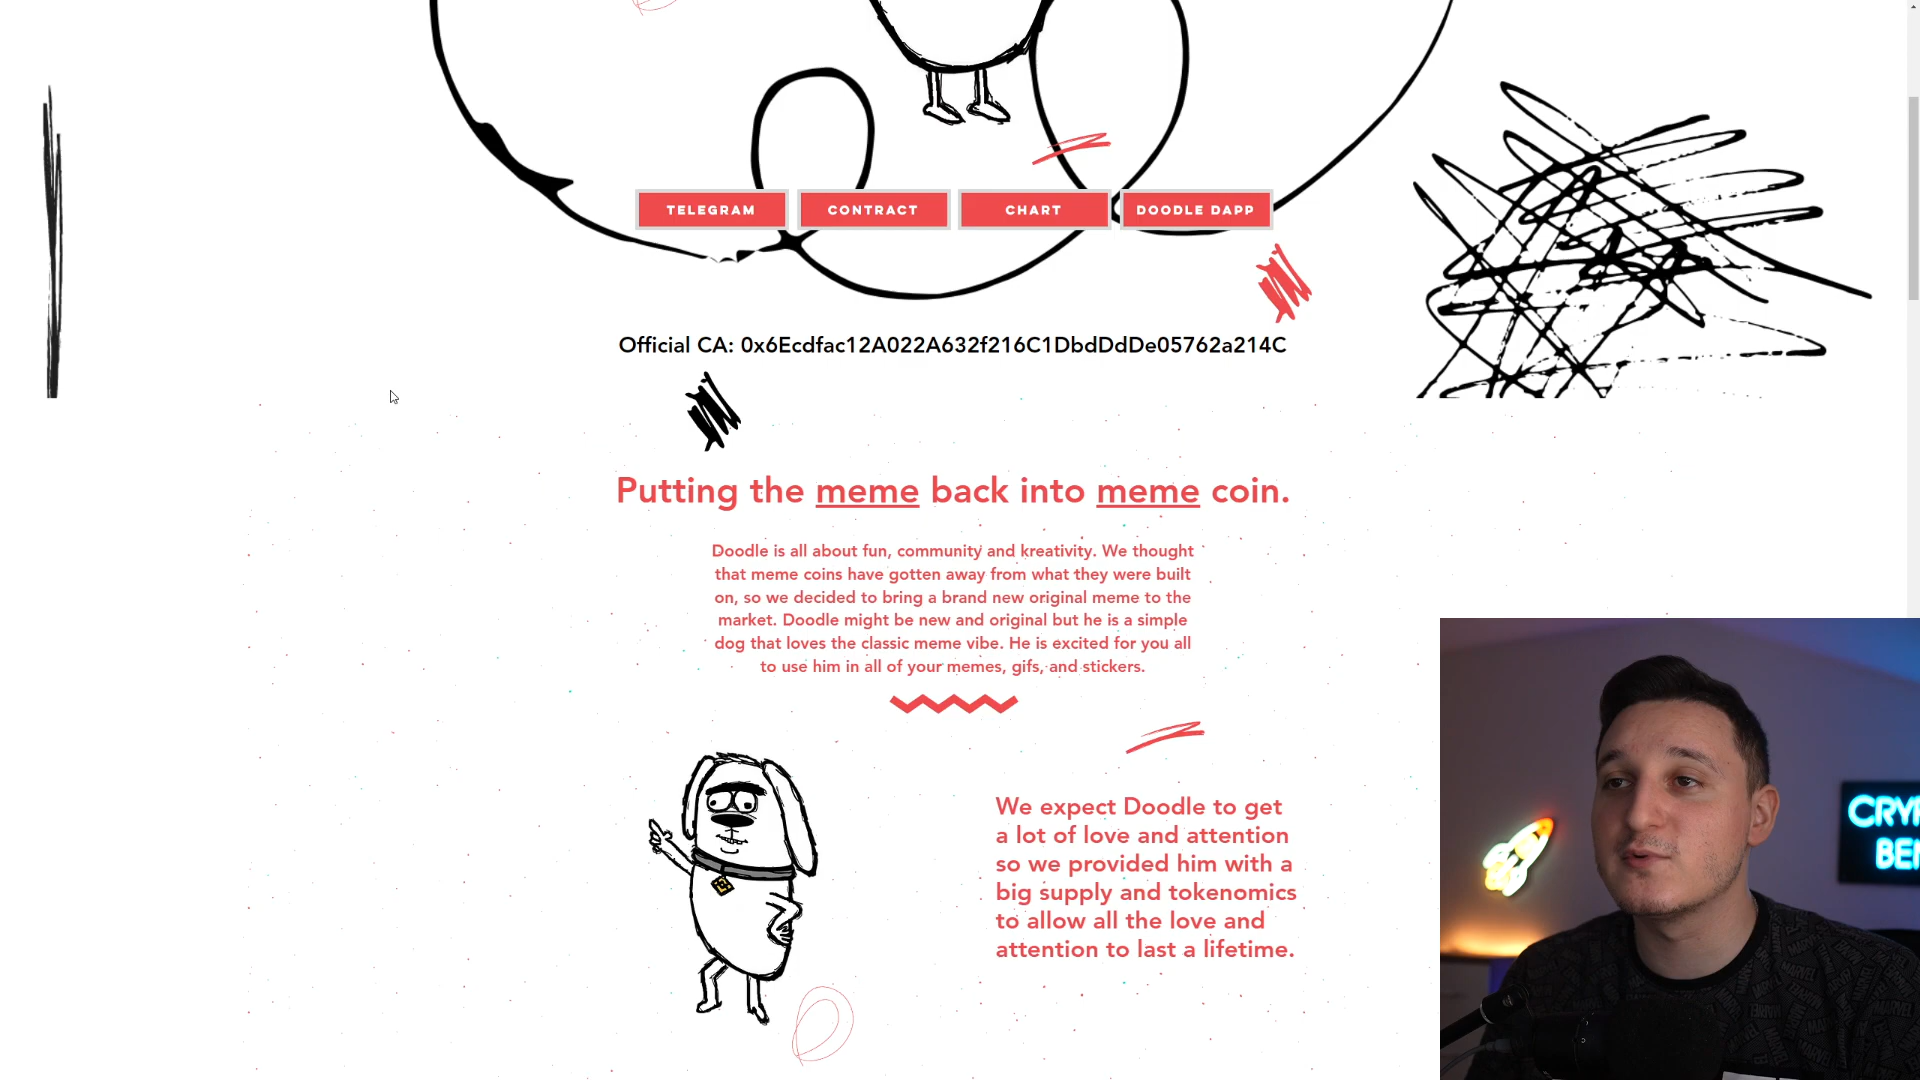 TELEGRAM
CONTRACT
CHART
DOODLE DAPP
Official CA: 0x6Ecdfac12A022A632f216C1DbdDdDe05762a214C
Putting the meme back into meme coin.
Doodle is all about fun, community and kreativity. We thought
that meme coins have gotten away from what they were built
on, so we decided to bring a brand new original meme to the
market. Doodle might be new and original but he is a simple
dog that loves the classic meme vibe. He is excited for you all
to use him in all of your memes, gifs, and stickers.
We expect Doodle to get
a lot of love and attention
so we provided him with a
big supply and tokenomics
to allow all the love and
attention to last a lifetime.
CRYP
BEN
MARVEL